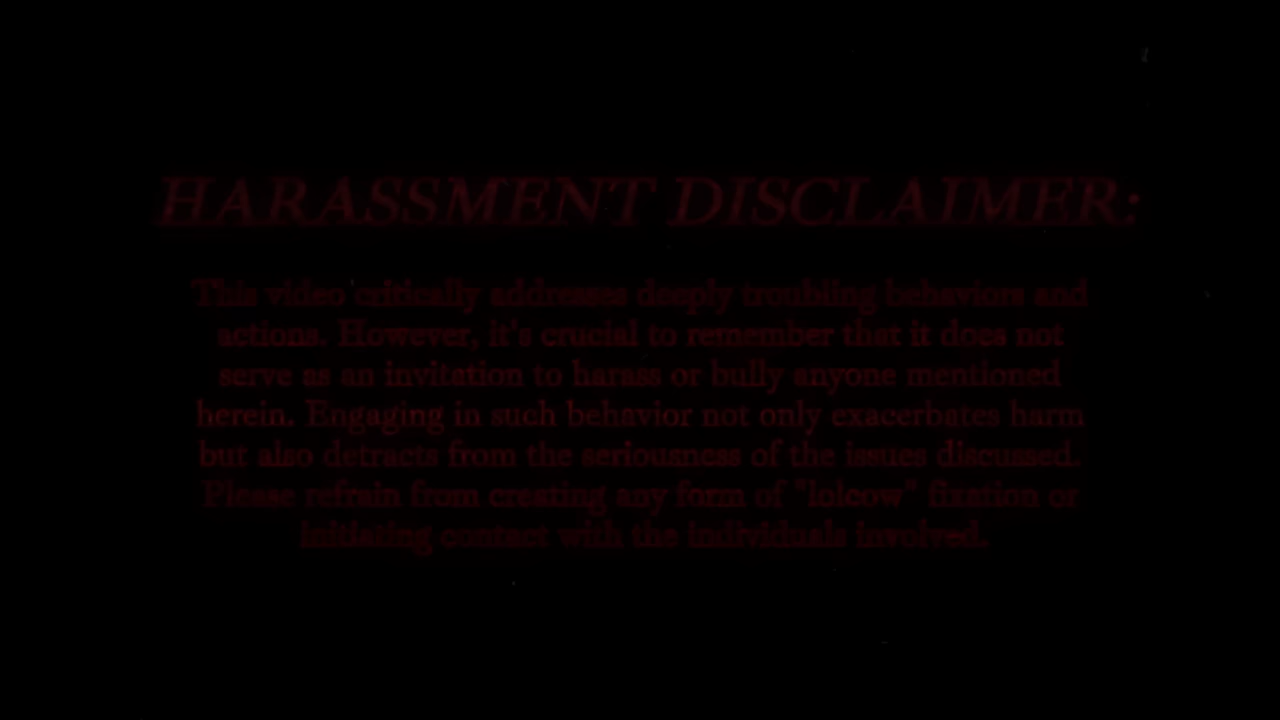 HARASSMENT DISCLAIMER:
This video critically addresses deeply troubling behaviors and
actions. However, it's crucial to remember that it does not
serve as an invitation to harass or bully anyone mentioned
herein. Engaging in such behavior not only exacerbates harm
but also detracts from the seriousness of the issues discussed.
Please refrain from creating any form of "lolcow" fixation or
initiating contact with the individuals involved.